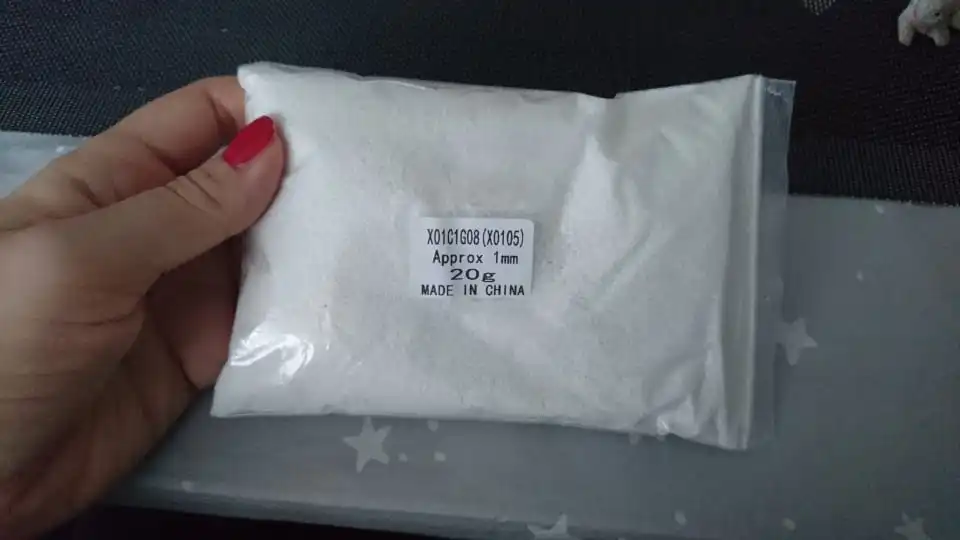 X01C1G08(X0105)
Approx 1mm
20g
MADE IN CHINA